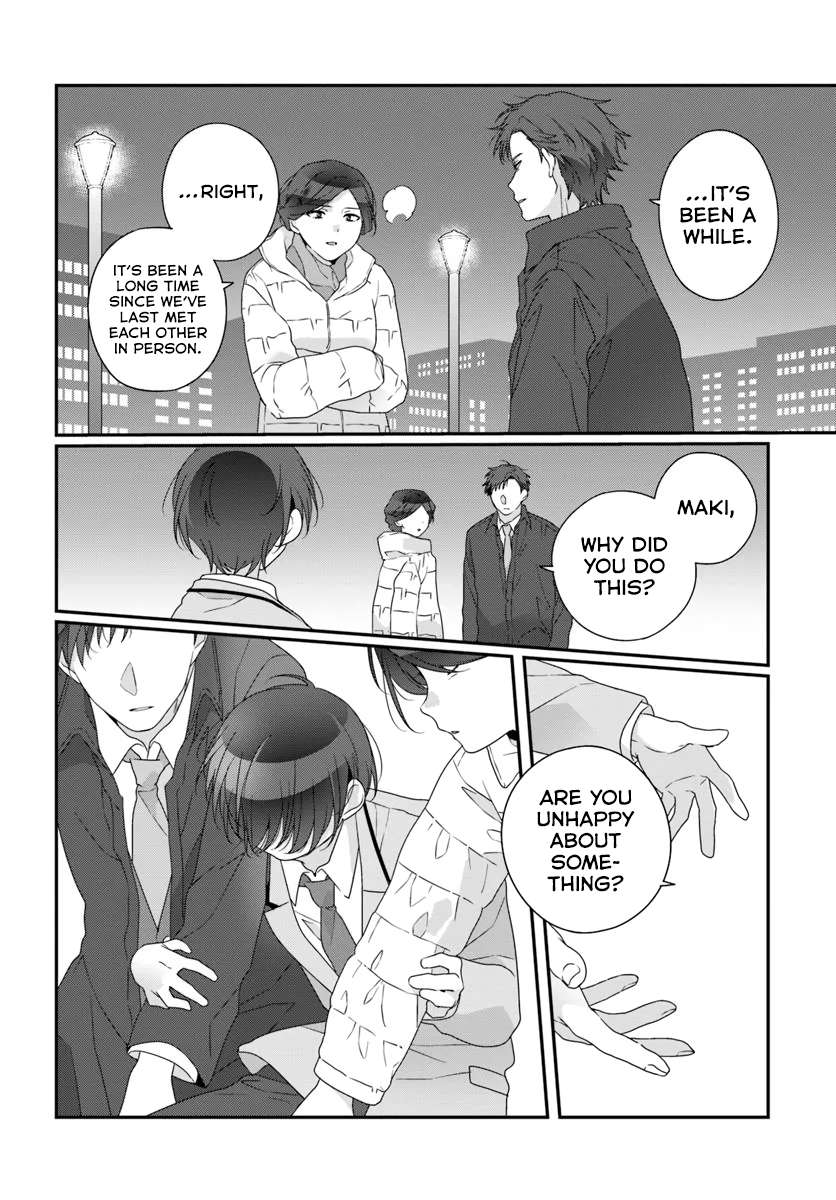 ...IT'S
BEEN A
WHILE.
...RIGHT,
IT'S BEEN A
LONG TIME
SINCE WE'VE
LAST MET
EACH OTHER
IN PERSON.
MAKI,
WHY DID
YOU DO
THIS?
ARE YOU
UNHAPPY
ABOUT
SOME-
THING?